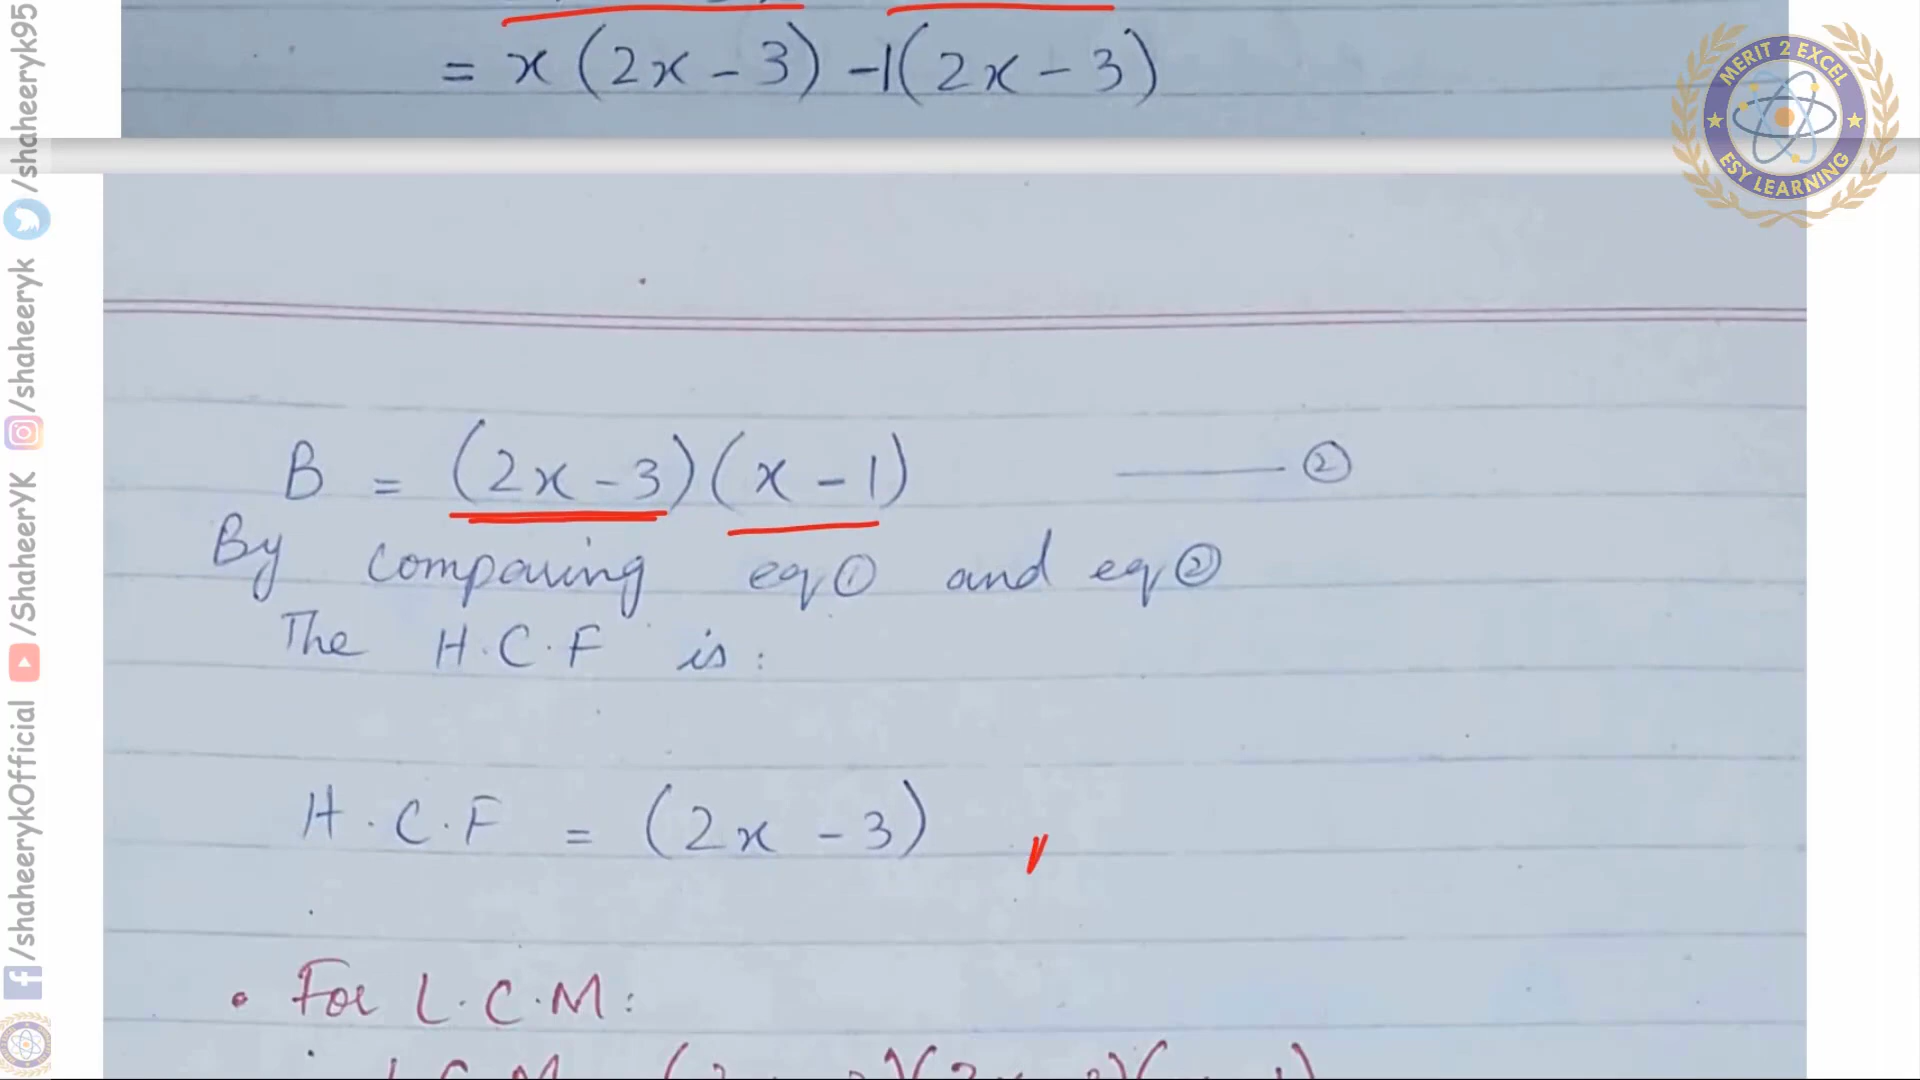 = x(2x - 3) -1(2x - 3)
MERIT 2 EXCEL
ESY LEARNING
B = (2x - 3)(x - 1) ——— ②
By comparing eq① and eq②
The H.C.F is:
H.C.F = (2x - 3)
• For L.C.M:
L.C.M
/shaheeryk95
/shaheeryk
/ShaheerYK
/shaheerykOfficial